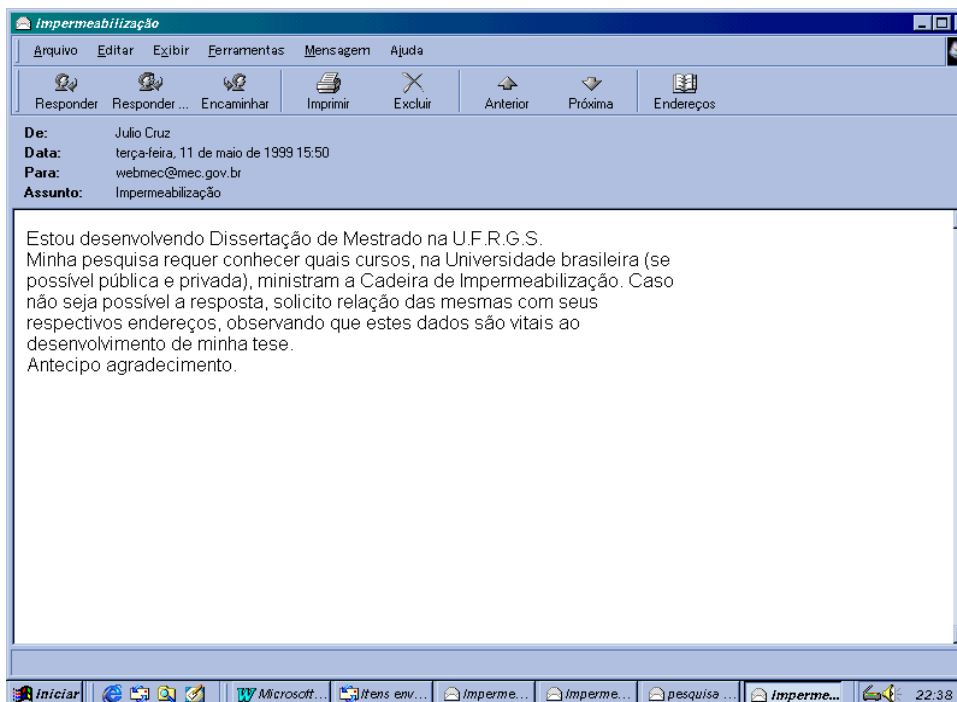 Impermeabilização
Arquivo Editar Exibir Ferramentas Mensagem Ajuda
Responder Responder ... Encaminhar Imprimir Excluir Anterior Próxima Endereços
De: Julio Cruz
Data: terça-feira, 11 de maio de 1999 15:50
Para: webmec@mec.gov.br
Assunto: Impermeabilização
Estou desenvolvendo Dissertação de Mestrado na U.F.R.G.S.
Minha pesquisa requer conhecer quais cursos, na Universidade brasileira (se
possível pública e privada), ministram a Cadeira de Impermeabilização. Caso
não seja possível a resposta, solicito relação das mesmas com seus
respectivos endereços, observando que estes dados são vitais ao
desenvolvimento de minha tese.
Antecipo agradecimento.
Iniciar Microsoft... Itens env... Imperme... Imperme... pesquisa ... Imperme... 22:38